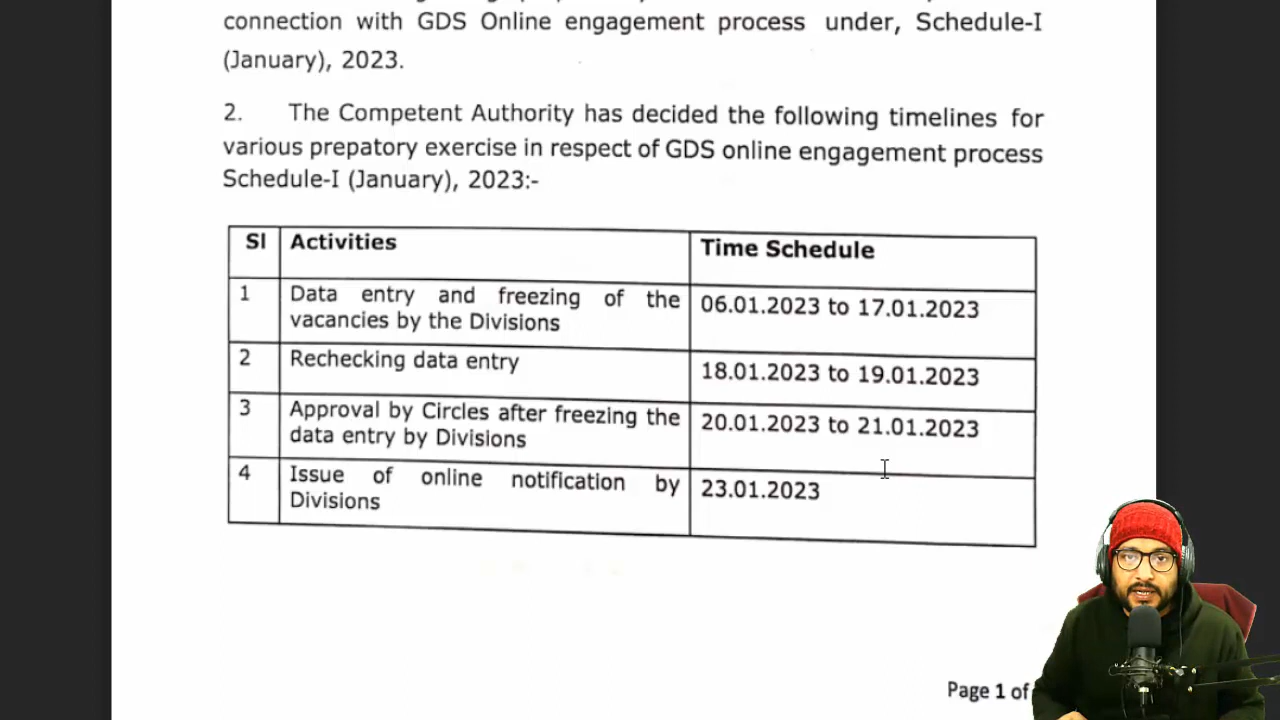 connection with GDS Online engagement process under, Schedule-I
(January), 2023.
2. The Competent Authority has decided the following timelines for
various prepatory exercise in respect of GDS online engagement process
Schedule-I (January), 2023:-
Sl Activities Time Schedule
1 Data entry and freezing of the 06.01.2023 to 17.01.2023
vacancies by the Divisions
2 Rechecking data entry 18.01.2023 to 19.01.2023
3 Approval by Circles after freezing the 20.01.2023 to 21.01.2023
data entry by Divisions
4 Issue of online notification by 23.01.2023
Divisions
Page 1 of